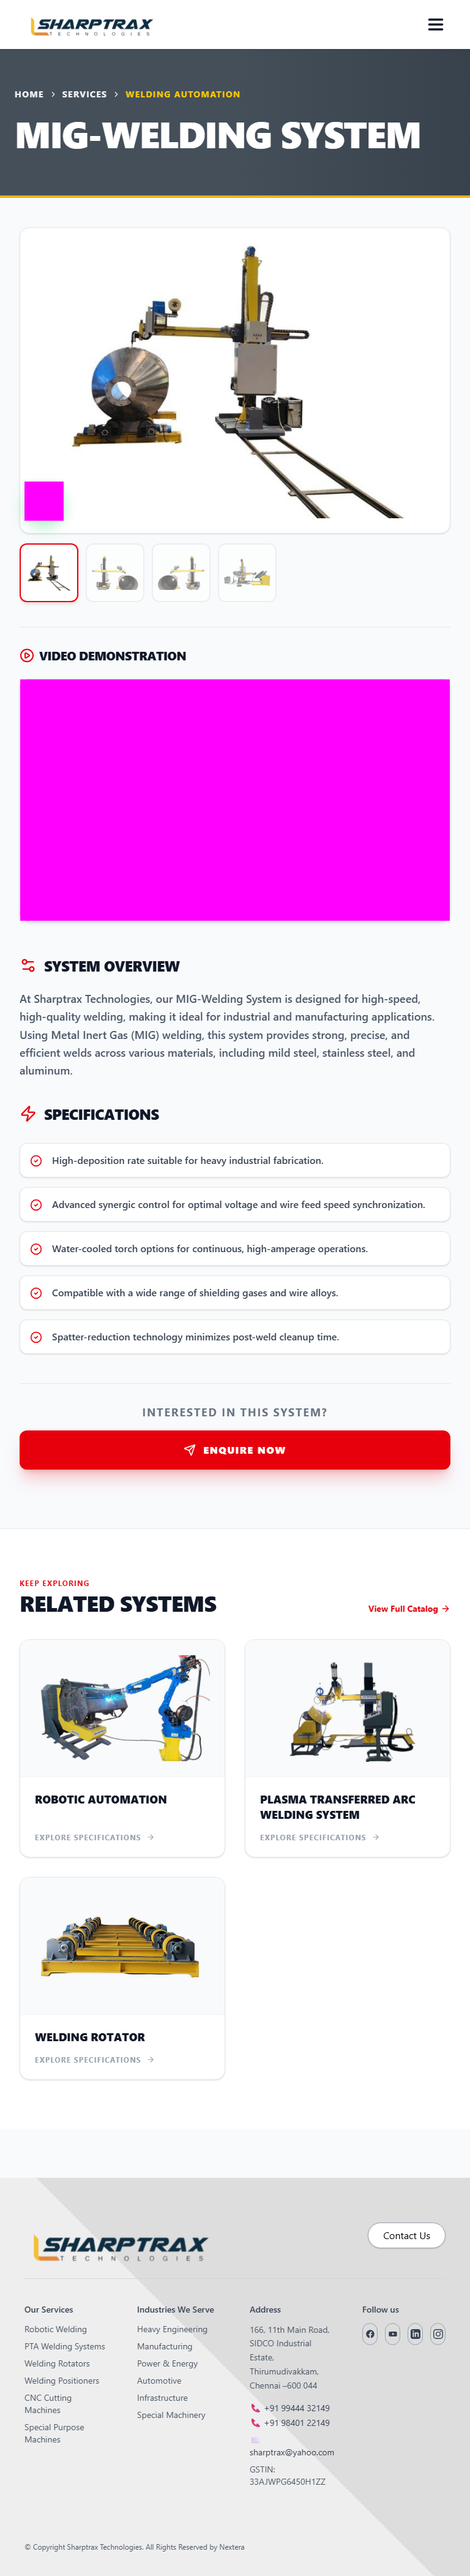 SHARPTRAX
TECHNOLOGIES
HOME > SERVICES > WELDING AUTOMATION
MIG-WELDING SYSTEM
VIDEO DEMONSTRATION
SYSTEM OVERVIEW
At Sharptrax Technologies, our MIG-Welding System is designed for high-speed,
high-quality welding, making it ideal for industrial and manufacturing applications.
Using Metal Inert Gas (MIG) welding, this system provides strong, precise, and
efficient welds across various materials, including mild steel, stainless steel, and
aluminum.
SPECIFICATIONS
High-deposition rate suitable for heavy industrial fabrication.
Advanced synergic control for optimal voltage and wire feed speed synchronization.
Water-cooled torch options for continuous, high-amperage operations.
Compatible with a wide range of shielding gases and wire alloys.
Spatter-reduction technology minimizes post-weld cleanup time.
INTERESTED IN THIS SYSTEM?
ENQUIRE NOW
KEEP EXPLORING
RELATED SYSTEMS
View Full Catalog
ROBOTIC AUTOMATION
EXPLORE SPECIFICATIONS
PLASMA TRANSFERRED ARC
WELDING SYSTEM
EXPLORE SPECIFICATIONS
WELDING ROTATOR
EXPLORE SPECIFICATIONS
SHARPTRAX
TECHNOLOGIES
Contact Us
Our Services
Robotic Welding
PTA Welding Systems
Welding Rotators
Welding Positioners
CNC Cutting
Machines
Special Purpose
Machines
Industries We Serve
Heavy Engineering
Manufacturing
Power & Energy
Automotive
Infrastructure
Special Machinery
Address
166, 11th Main Road,
SIDCO Industrial
Estate,
Thirumudivakkam,
Chennai –600 044
+91 99444 32149
+91 98401 22149
sharptrax@yahoo.com
GSTIN:
33AJWPG6450H1ZZ
Follow us
© Copyright Sharptrax Technologies. All Rights Reserved by Nextera